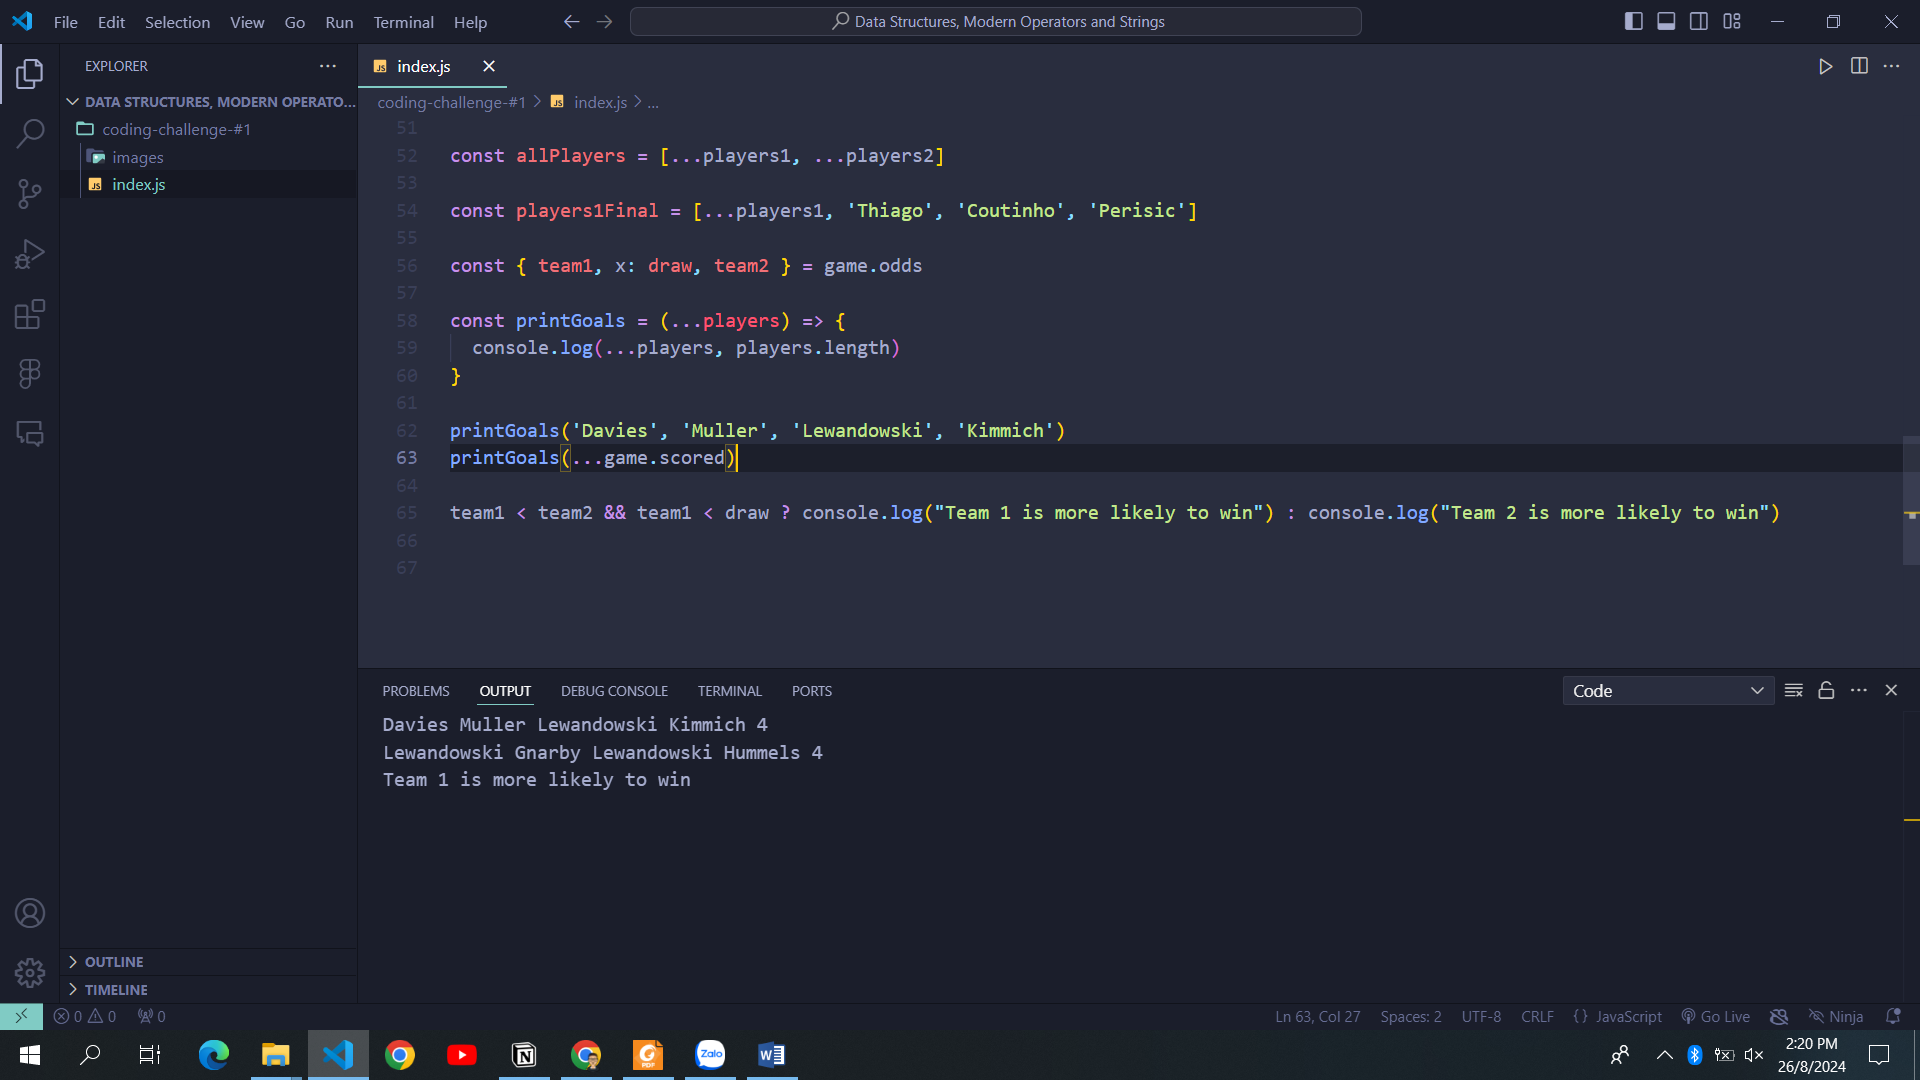 File Edit Selection View Go Run Terminal Help
Data Structures, Modern Operators and Strings
EXPLORER
DATA STRUCTURES, MODERN OPERATO...
coding-challenge-#1
images
index.js
OUTLINE
TIMELINE
index.js
coding-challenge-#1 > index.js > ...
51
52 const allPlayers = [...players1, ...players2]
53
54 const players1Final = [...players1, 'Thiago', 'Coutinho', 'Perisic']
55
56 const { team1, x: draw, team2 } = game.odds
57
58 const printGoals = (...players) => {
59 console.log(...players, players.length)
60 }
61
62 printGoals('Davies', 'Muller', 'Lewandowski', 'Kimmich')
63 printGoals(...game.scored)
64
65 team1 < team2 && team1 < draw ? console.log("Team 1 is more likely to win") : console.log("Team 2 is more likely to win")
66
67
PROBLEMS OUTPUT DEBUG CONSOLE TERMINAL PORTS
Code
Davies Muller Lewandowski Kimmich 4
Lewandowski Gnarby Lewandowski Hummels 4
Team 1 is more likely to win
0 0 0
Ln 63, Col 27 Spaces: 2 UTF-8 CRLF {} JavaScript Go Live Ninja
PDF
Zalo
2:20 PM
26/8/2024